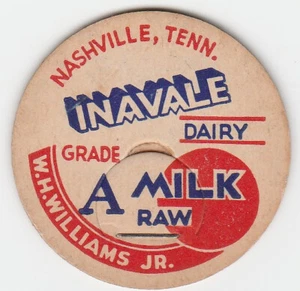 NASHVILLE, TENN.
INAVALE
DAIRY
GRADE
A MILK
RAW
W.H.WILLIAMS JR.